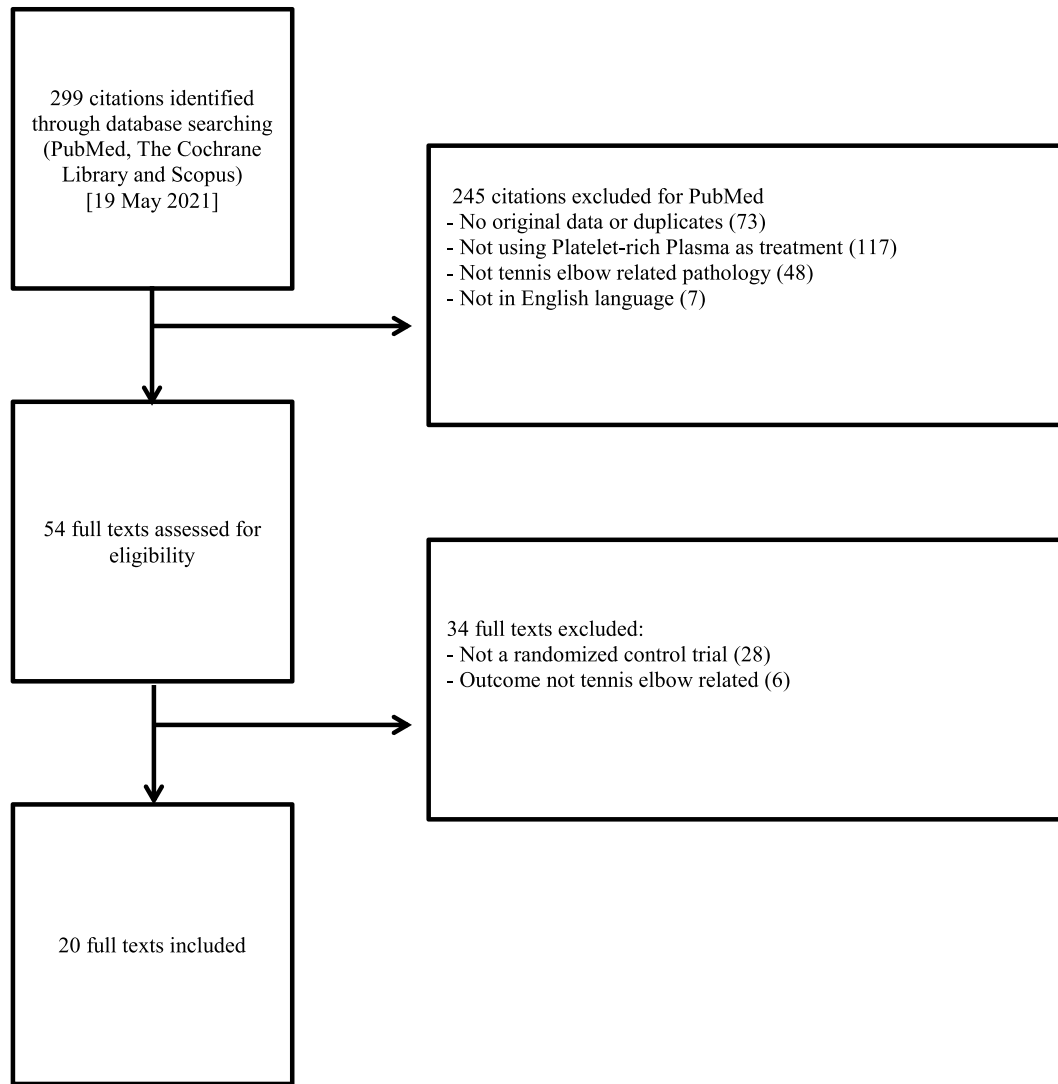 299 citations identified
through database searching
(PubMed, The Cochrane
Library and Scopus)
[19 May 2021]
245 citations excluded for PubMed
- No original data or duplicates (73)
- Not using Platelet-rich Plasma as treatment (117)
- Not tennis elbow related pathology (48)
- Not in English language (7)
54 full texts assessed for
eligibility
34 full texts excluded:
- Not a randomized control trial (28)
- Outcome not tennis elbow related (6)
20 full texts included